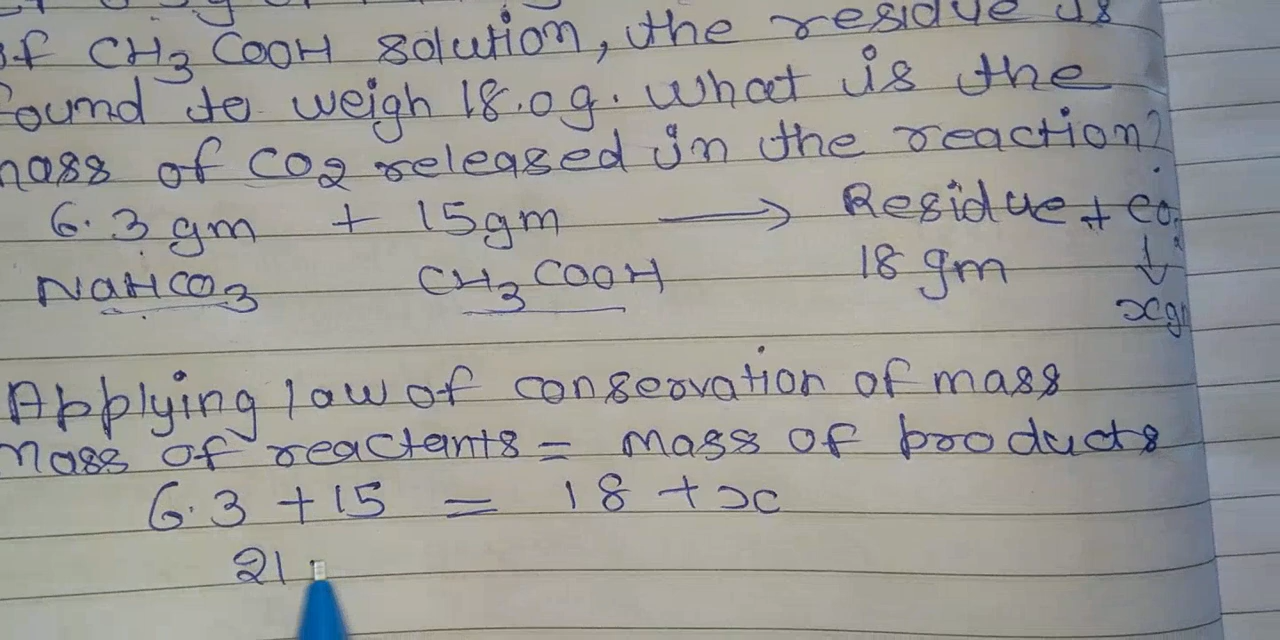 of CH3COOH solution, the residue is
found to weigh 18.0g. what is the
mass of CO2 released in the reaction?
6.3 gm + 15gm → Residue + CO2
NaHCO3 CH3COOH 18 gm ↓
xg
Applying law of conservation of mass
mass of reactants = mass of products
6.3 + 15 = 18 + x
21